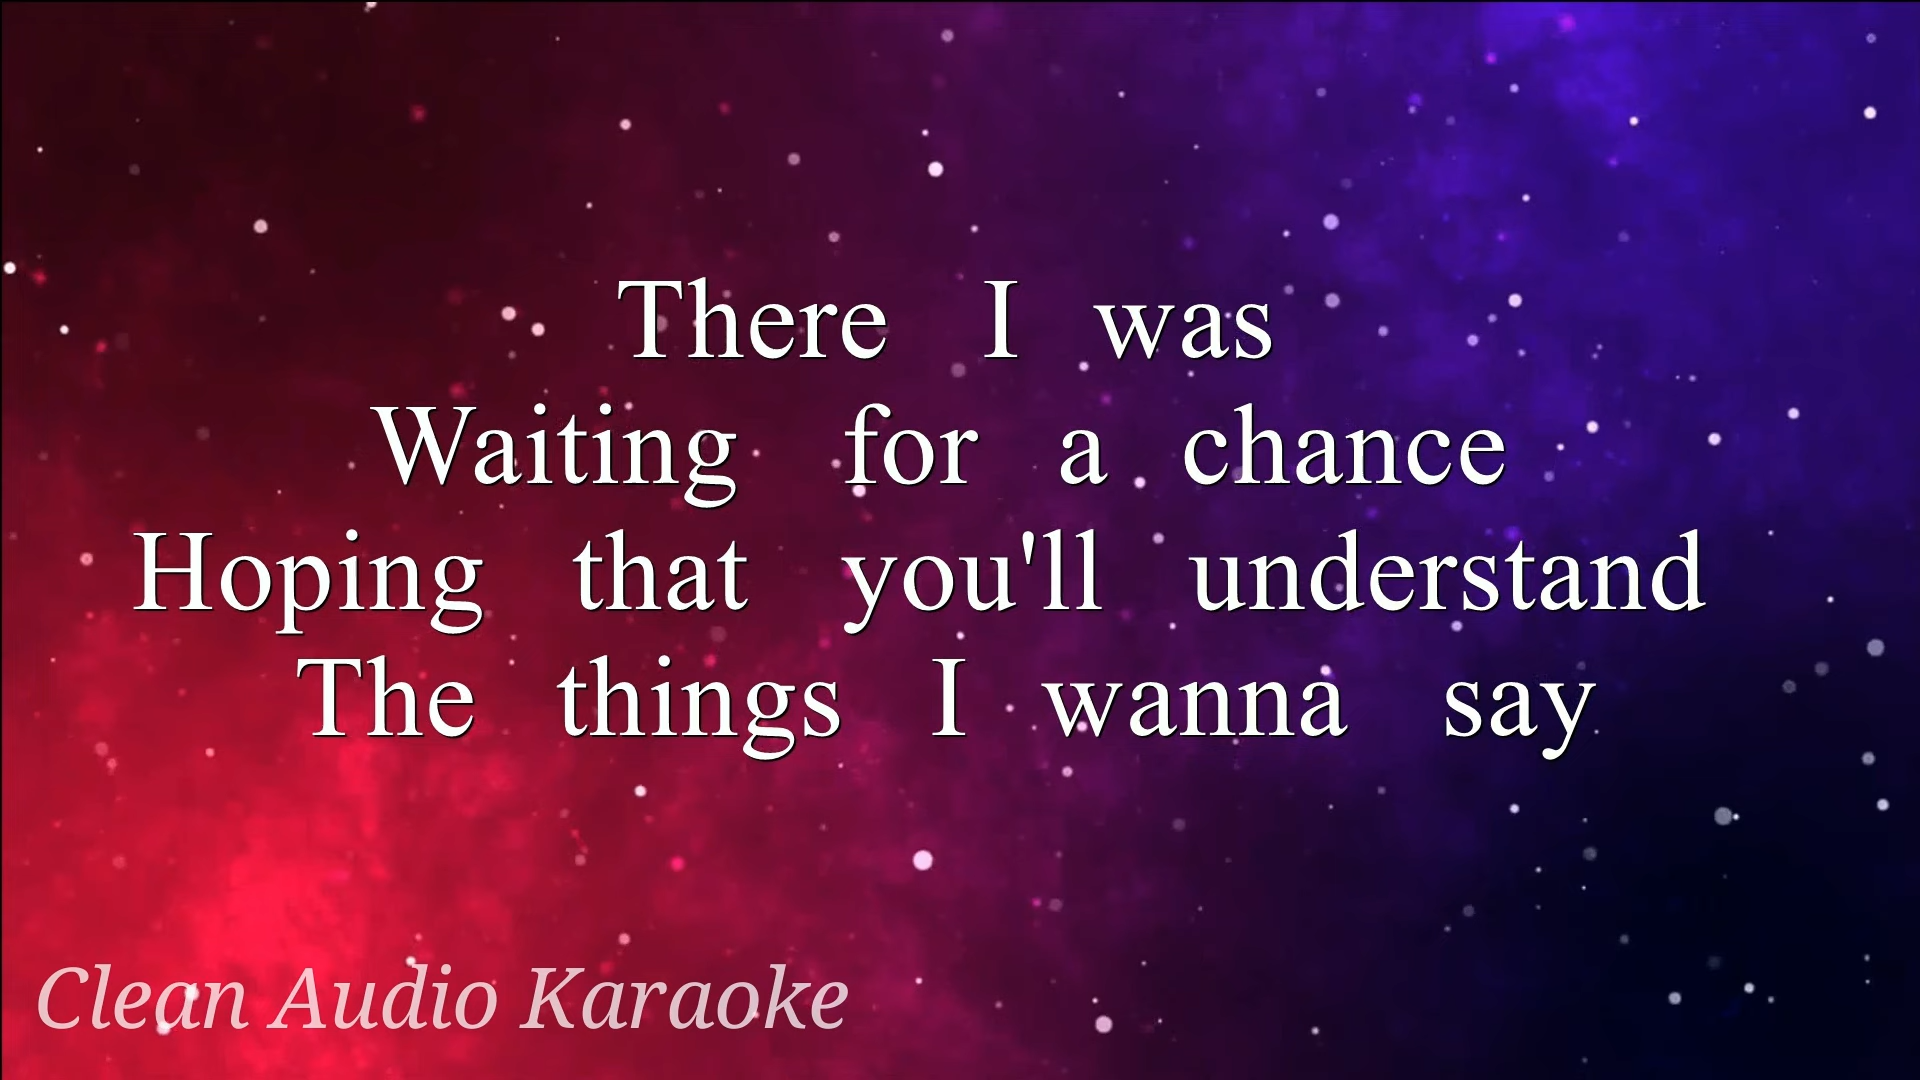 There I was
Waiting for a chance
Hoping that you'll understand
The things I wanna say
Clean Audio Karaoke